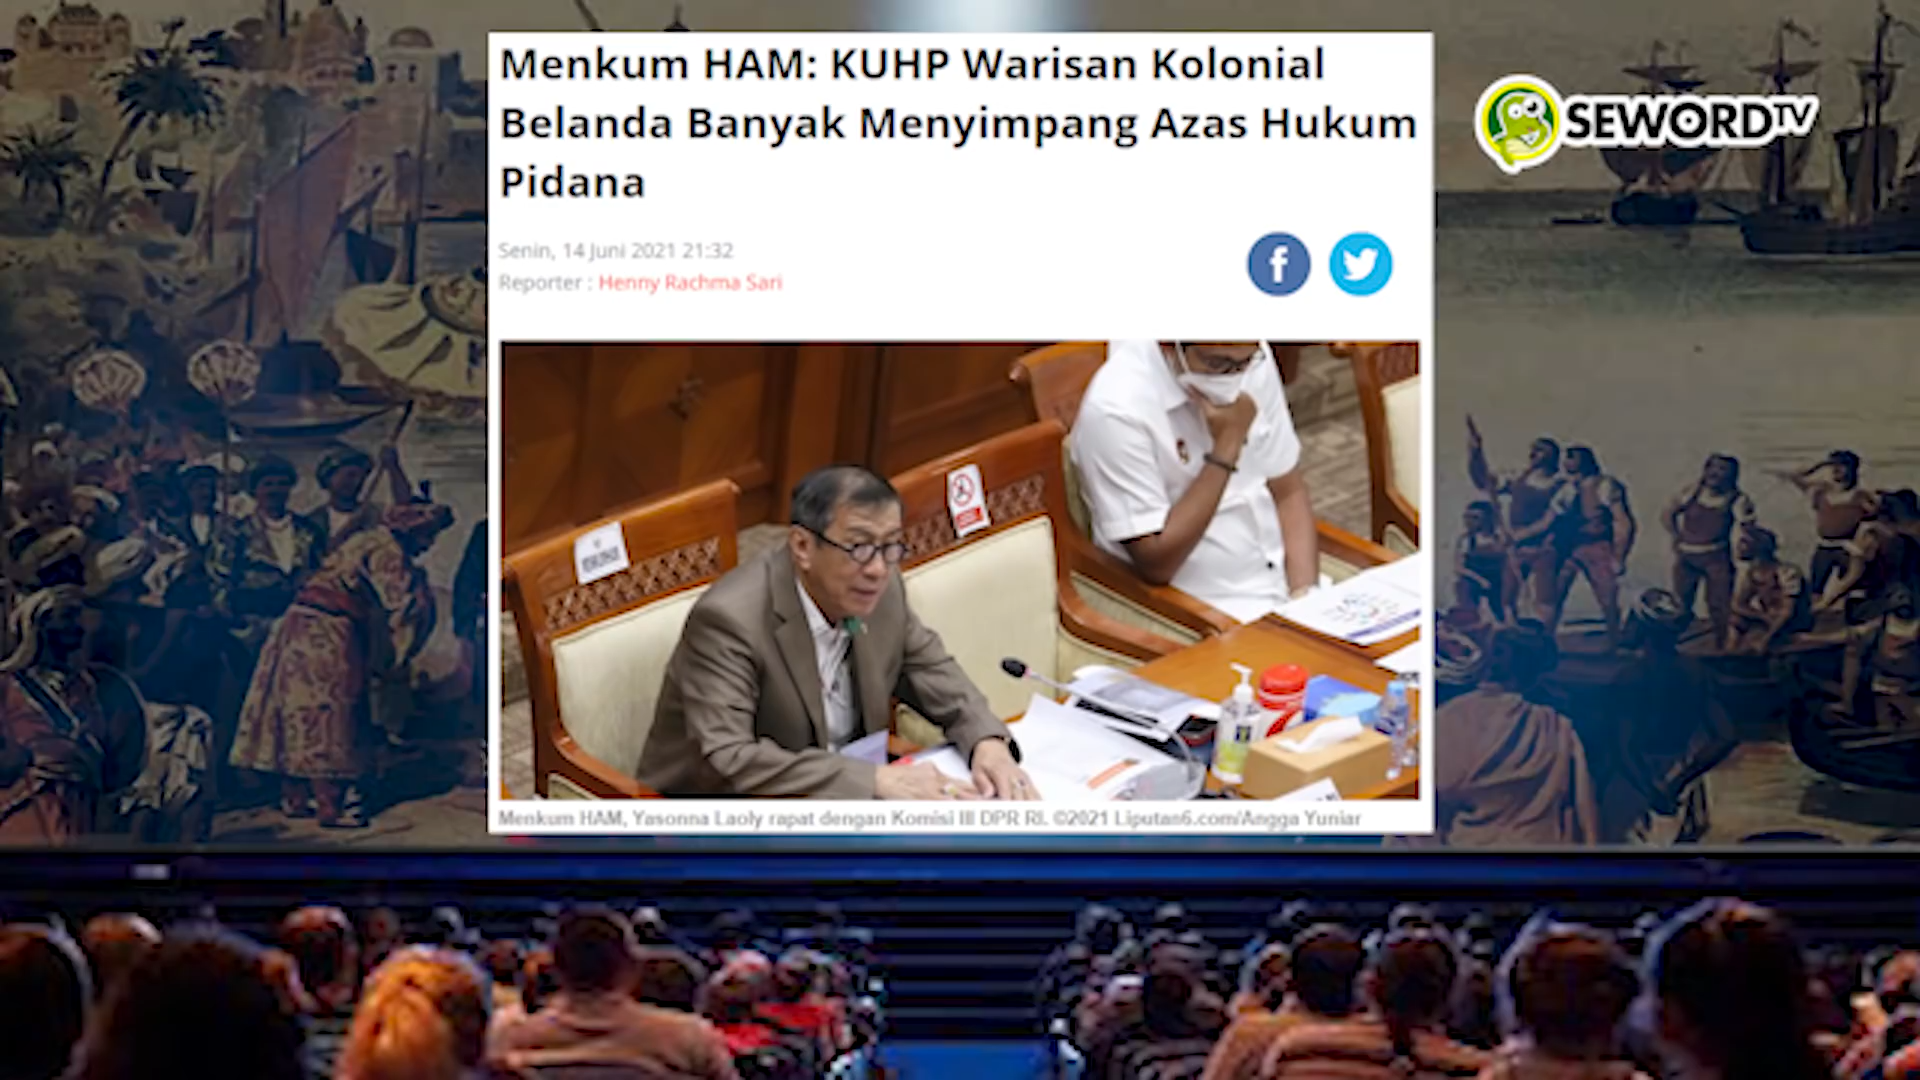 Menkum HAM: KUHP Warisan Kolonial
Belanda Banyak Menyimpang Azas Hukum
Pidana
Senin, 14 Juni 2021 21:32
Reporter : Henny Rachma Sari
SEWORDTV
Menkum HAM, Yasonna Laoly rapat dengan Komisi III DPR RI. ©2021 Liputan6.com/Angga Yuniar